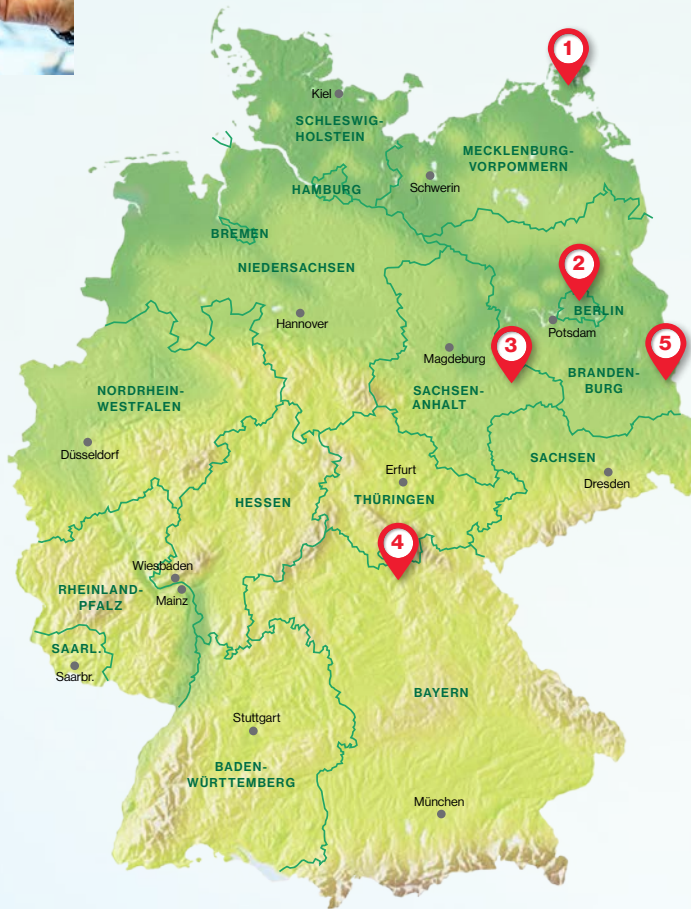 1
Kiel
SCHLESWIG-
HOLSTEIN
MECKLENBURG-
VORPOMMERN
Schwerin
HAMBURG
BREMEN
NIEDERSACHSEN
2
BERLIN
Potsdam
Hannover
3
Magdeburg
5
BRANDEN-
BURG
NORDRHEIN-
WESTFALEN
SACHSEN-
ANHALT
Düsseldorf
SACHSEN
Dresden
Erfurt
THÜRINGEN
HESSEN
4
Wiesbaden
Mainz
RHEINLAND-
PFALZ
SAARL.
Saarbr.
BAYERN
Stuttgart
BADEN-
WÜRTTEMBERG
München